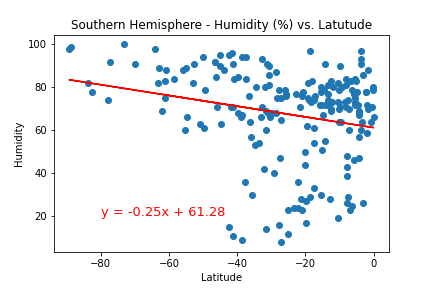 Southern Hemisphere - Humidity (%) vs. Latutude
100
80
60
40
20
Humidity
y = -0.25x + 61.28
−80
−60
−40
−20
0
Latitude